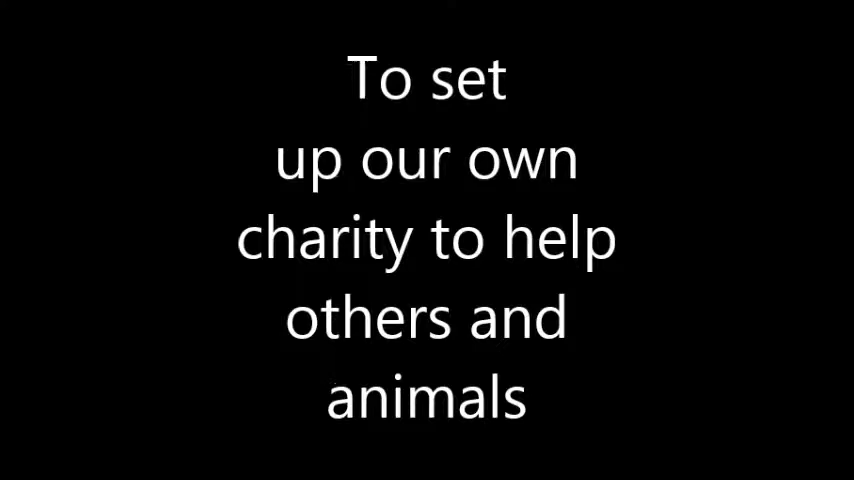 To set
up our own
charity to help
others and
animals